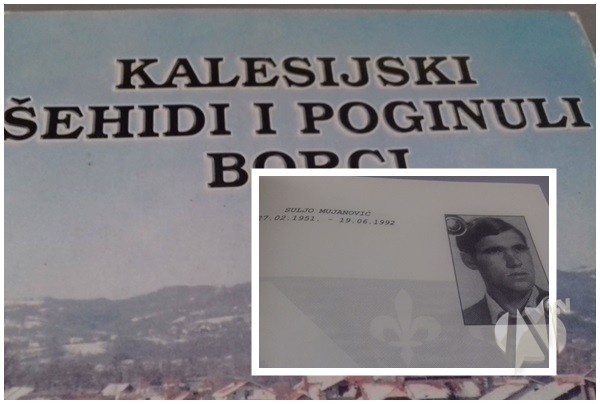 KALESIJSKI
ŠEHIDI I POGINULI
BORCI
SULJO MUJANOVIĆ
27.02.1951. - 19.06.1992